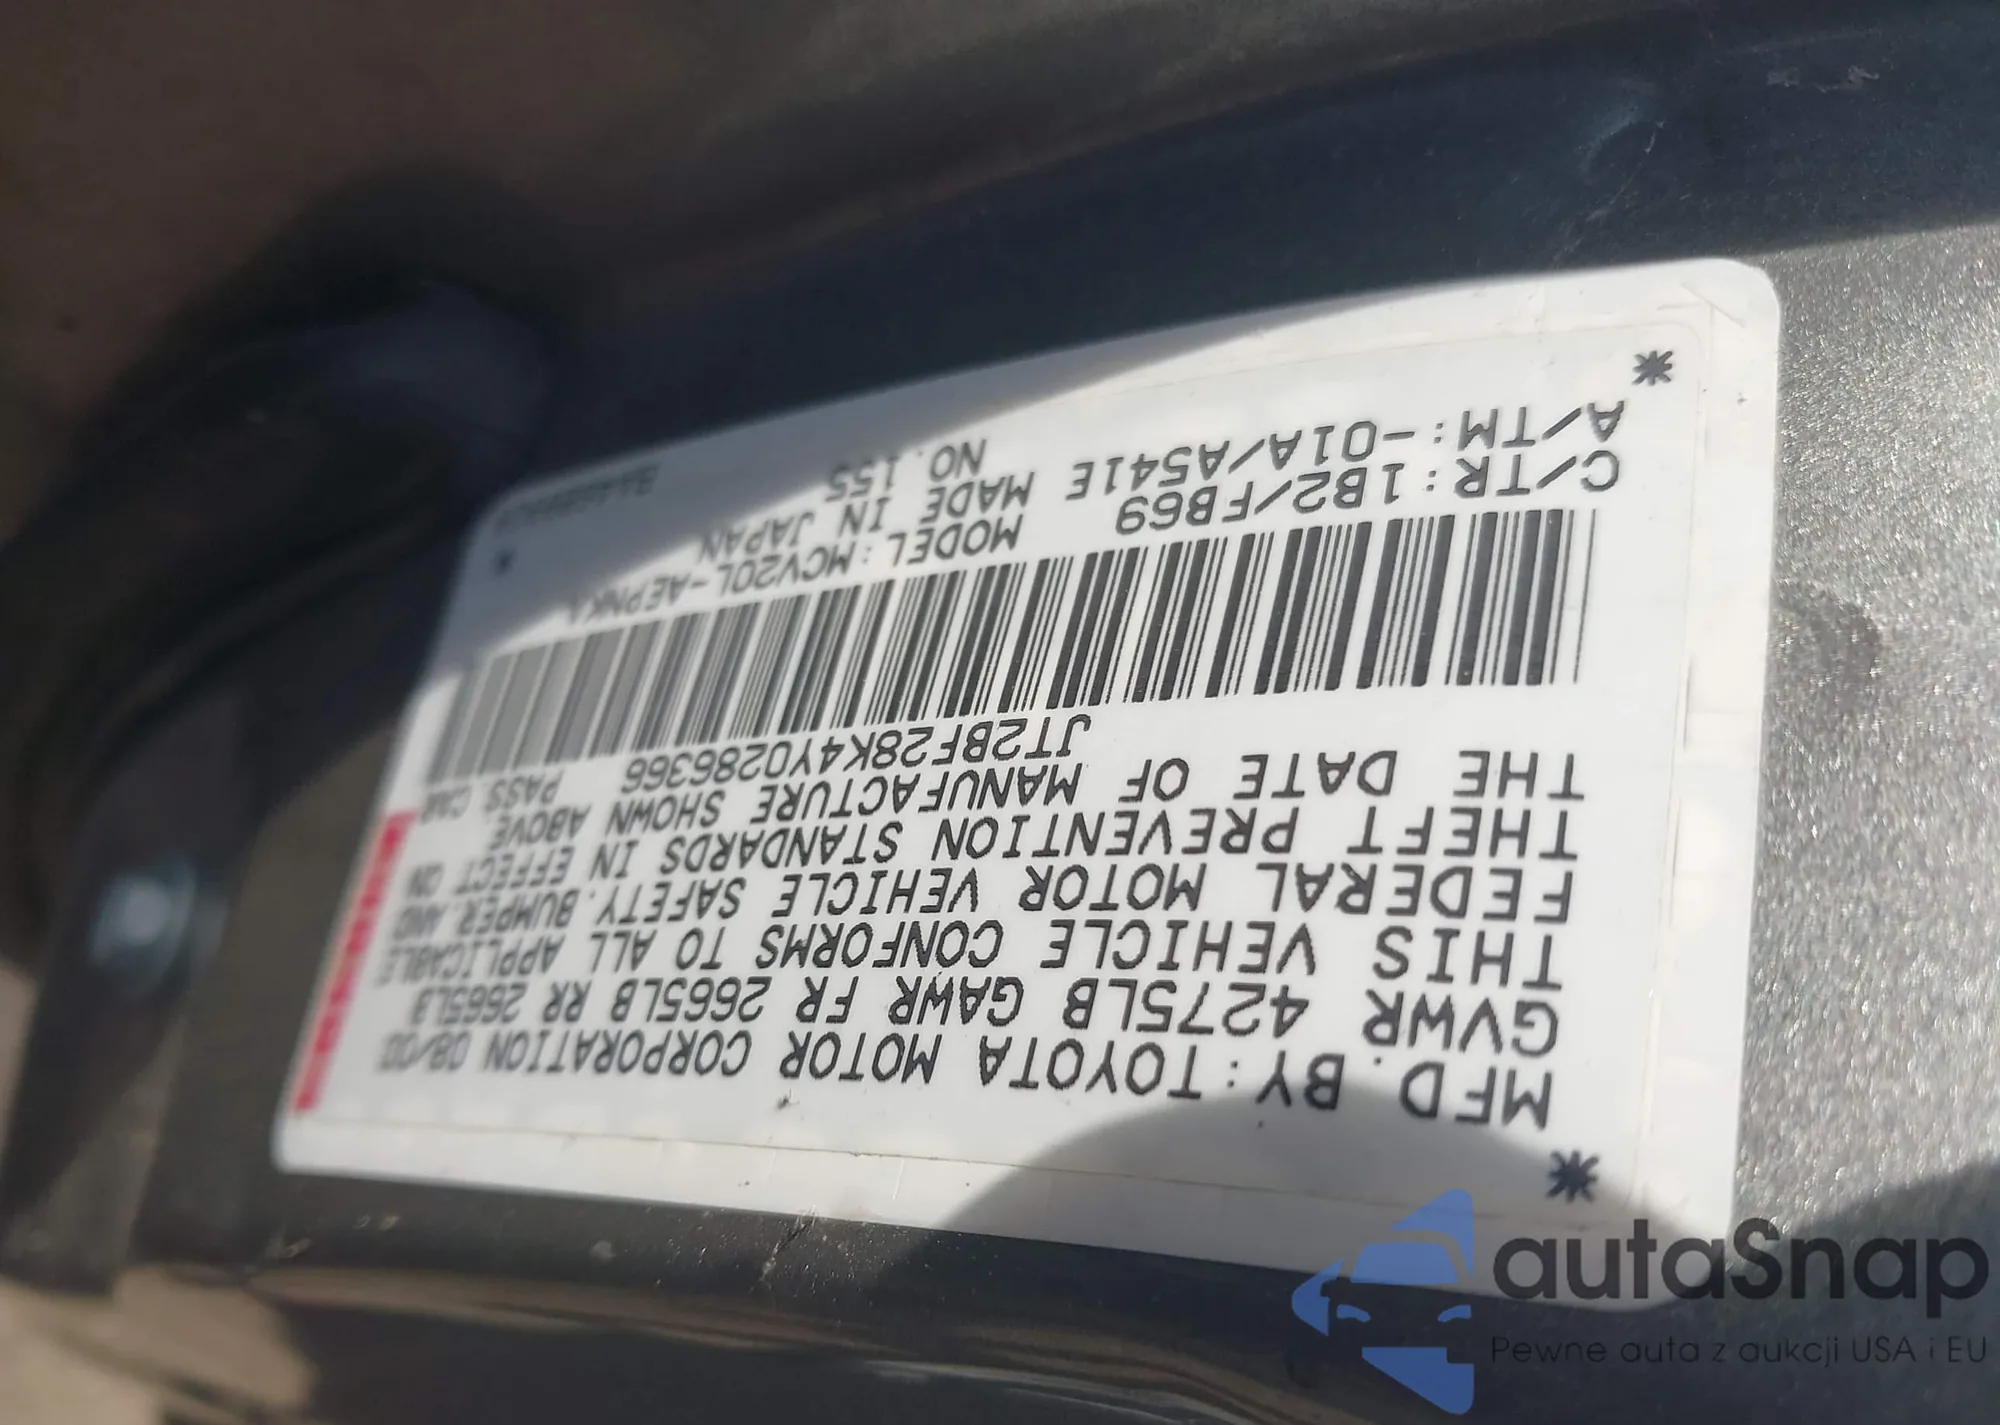 *
MFD. BY: TOYOTA MOTOR CORPORATION 08/00
GVWR 4275LB GAWR FR 2665LB RR 2665LB
THIS VEHICLE CONFORMS TO ALL APPLICABLE
FEDERAL MOTOR VEHICLE SAFETY. BUMPER. AND
THEFT PREVENTION STANDARDS IN EFFECT ON
THE DATE OF MANUFACTURE SHOWN ABOVE
JT2BF28K4Y0286366 PASS CAR
C/TR: 1B2/FB69 MODEL: MCV20L-AEPNKA
A/TM: -01A/A541E MADE IN JAPAN
NO. 155
* *
autaSnap
Pewne auta z aukcji USA i EU